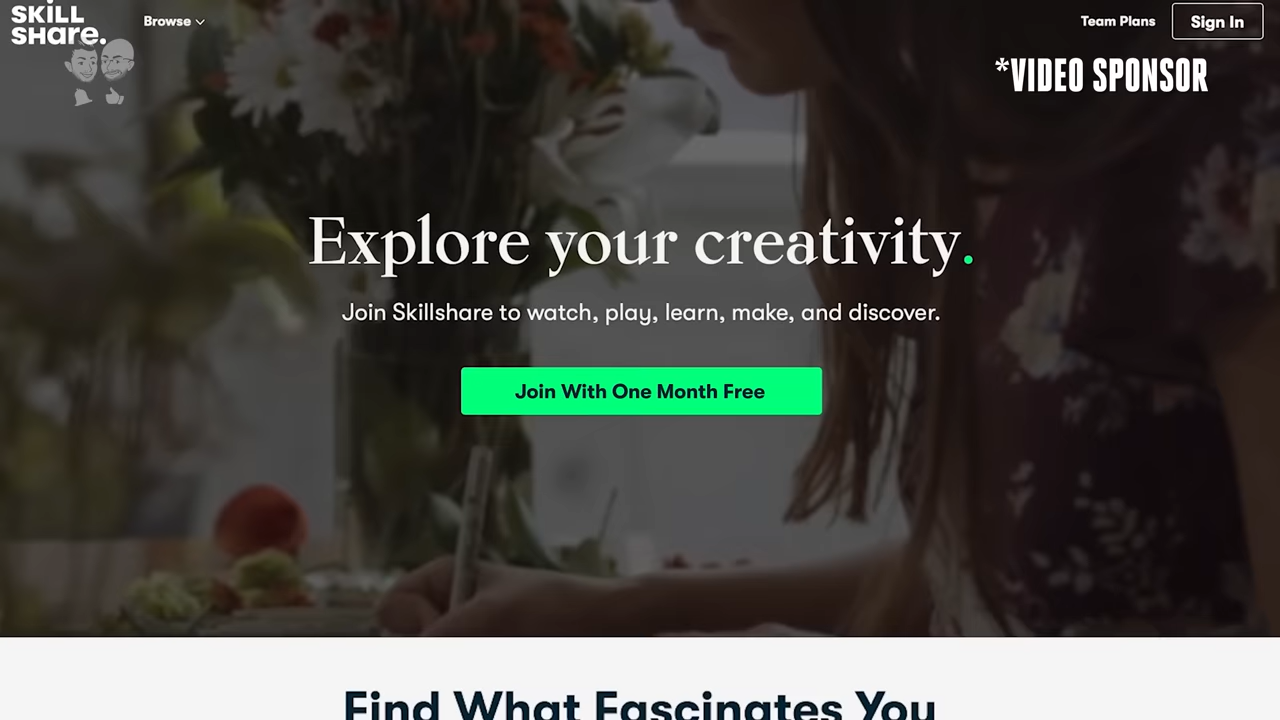 SKiLL
SHare.
Browse
Team Plans
Sign In
*VIDEO SPONSOR
Explore your creativity.
Join Skillshare to watch, play, learn, make, and discover.
Join With One Month Free
Find What Fascinates You